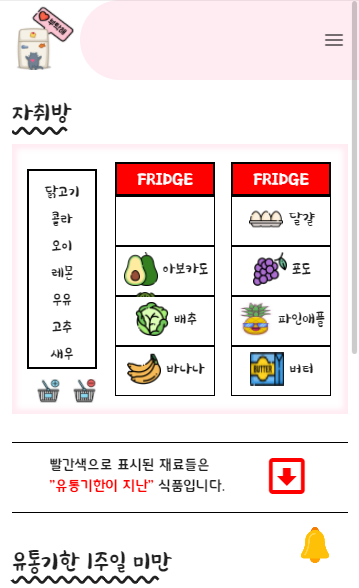 부탁해
자취방
닭고기
콜라
오이
레몬
우유
고추
새우
FRIDGE
아보카도
배추
바나나
FRIDGE
달걀
포도
파인애플
BUTTER
버터
빨간색으로 표시된 재료들은
"유통기한이 지난" 식품입니다.
유통기한 1주일 미만